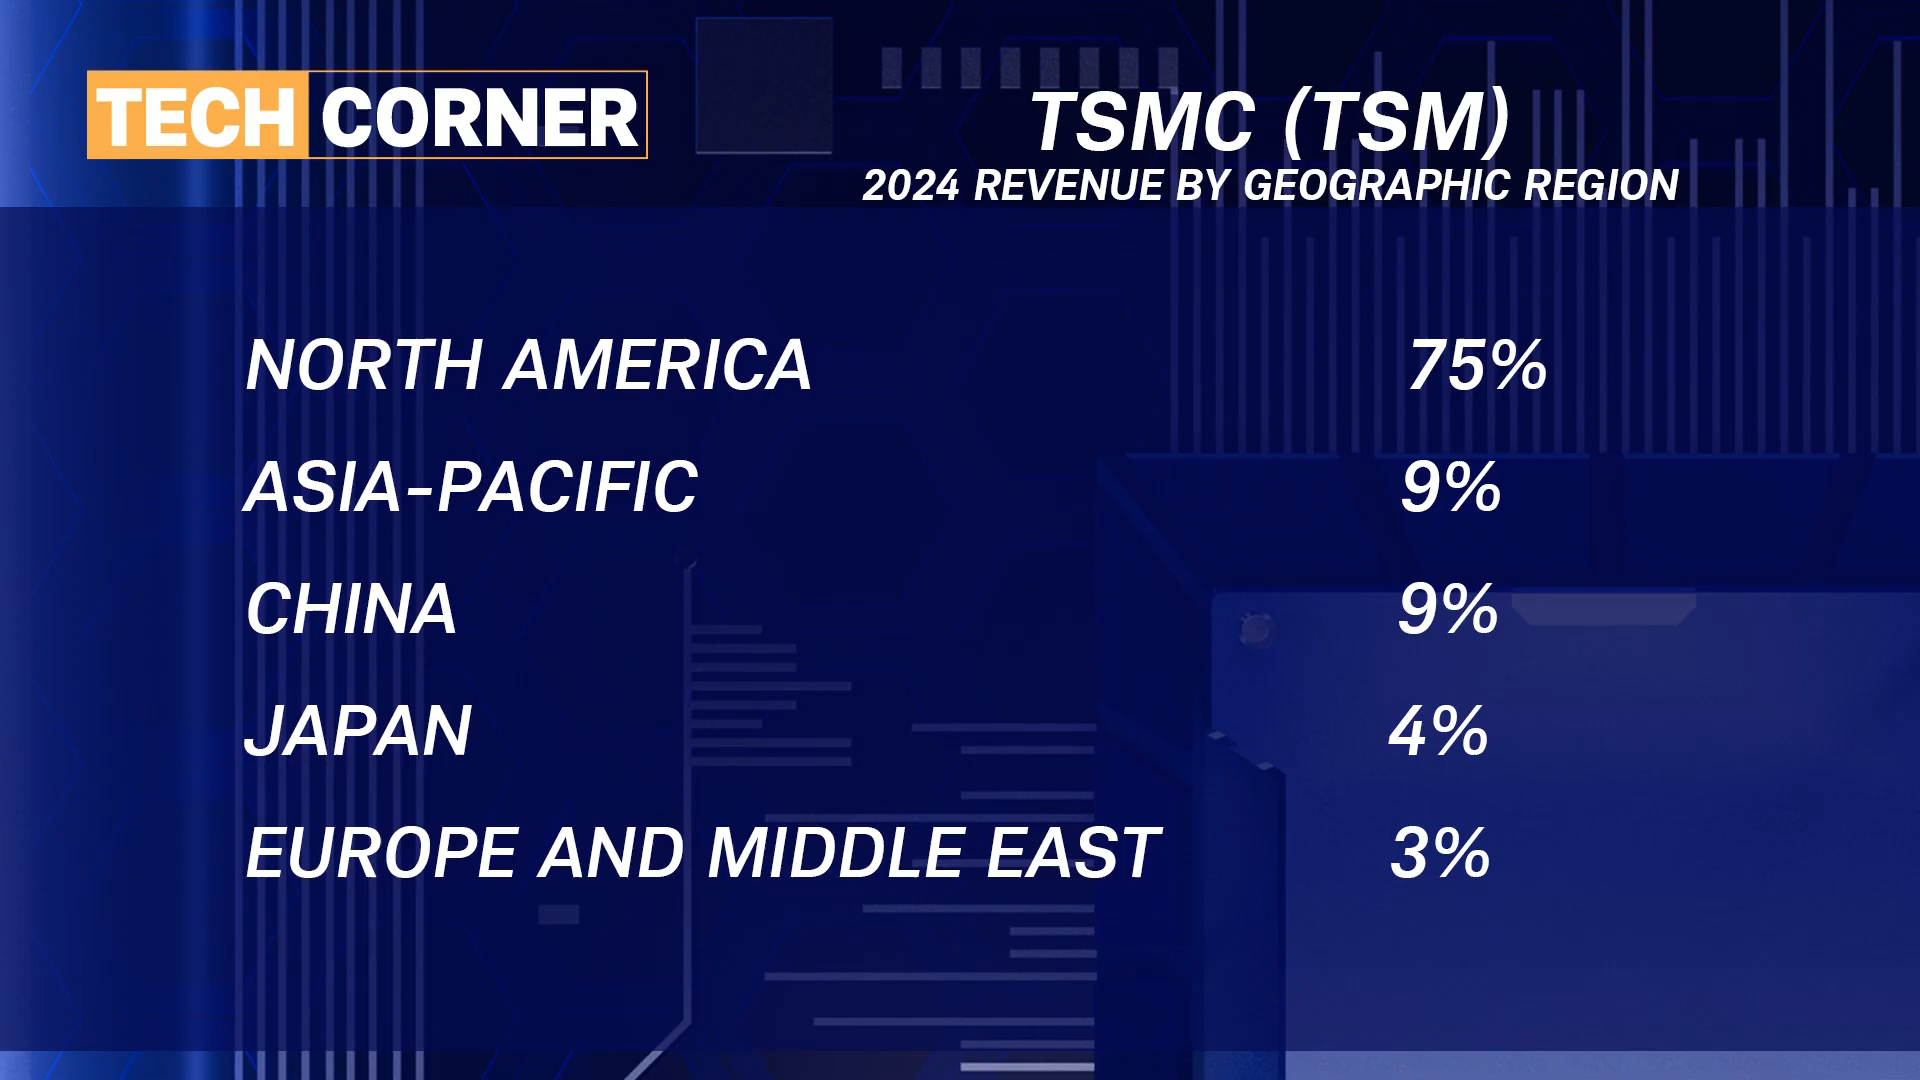 TECH CORNER
TSMC (TSM)
2024 REVENUE BY GEOGRAPHIC REGION
NORTH AMERICA 75%
ASIA-PACIFIC 9%
CHINA 9%
JAPAN 4%
EUROPE AND MIDDLE EAST 3%